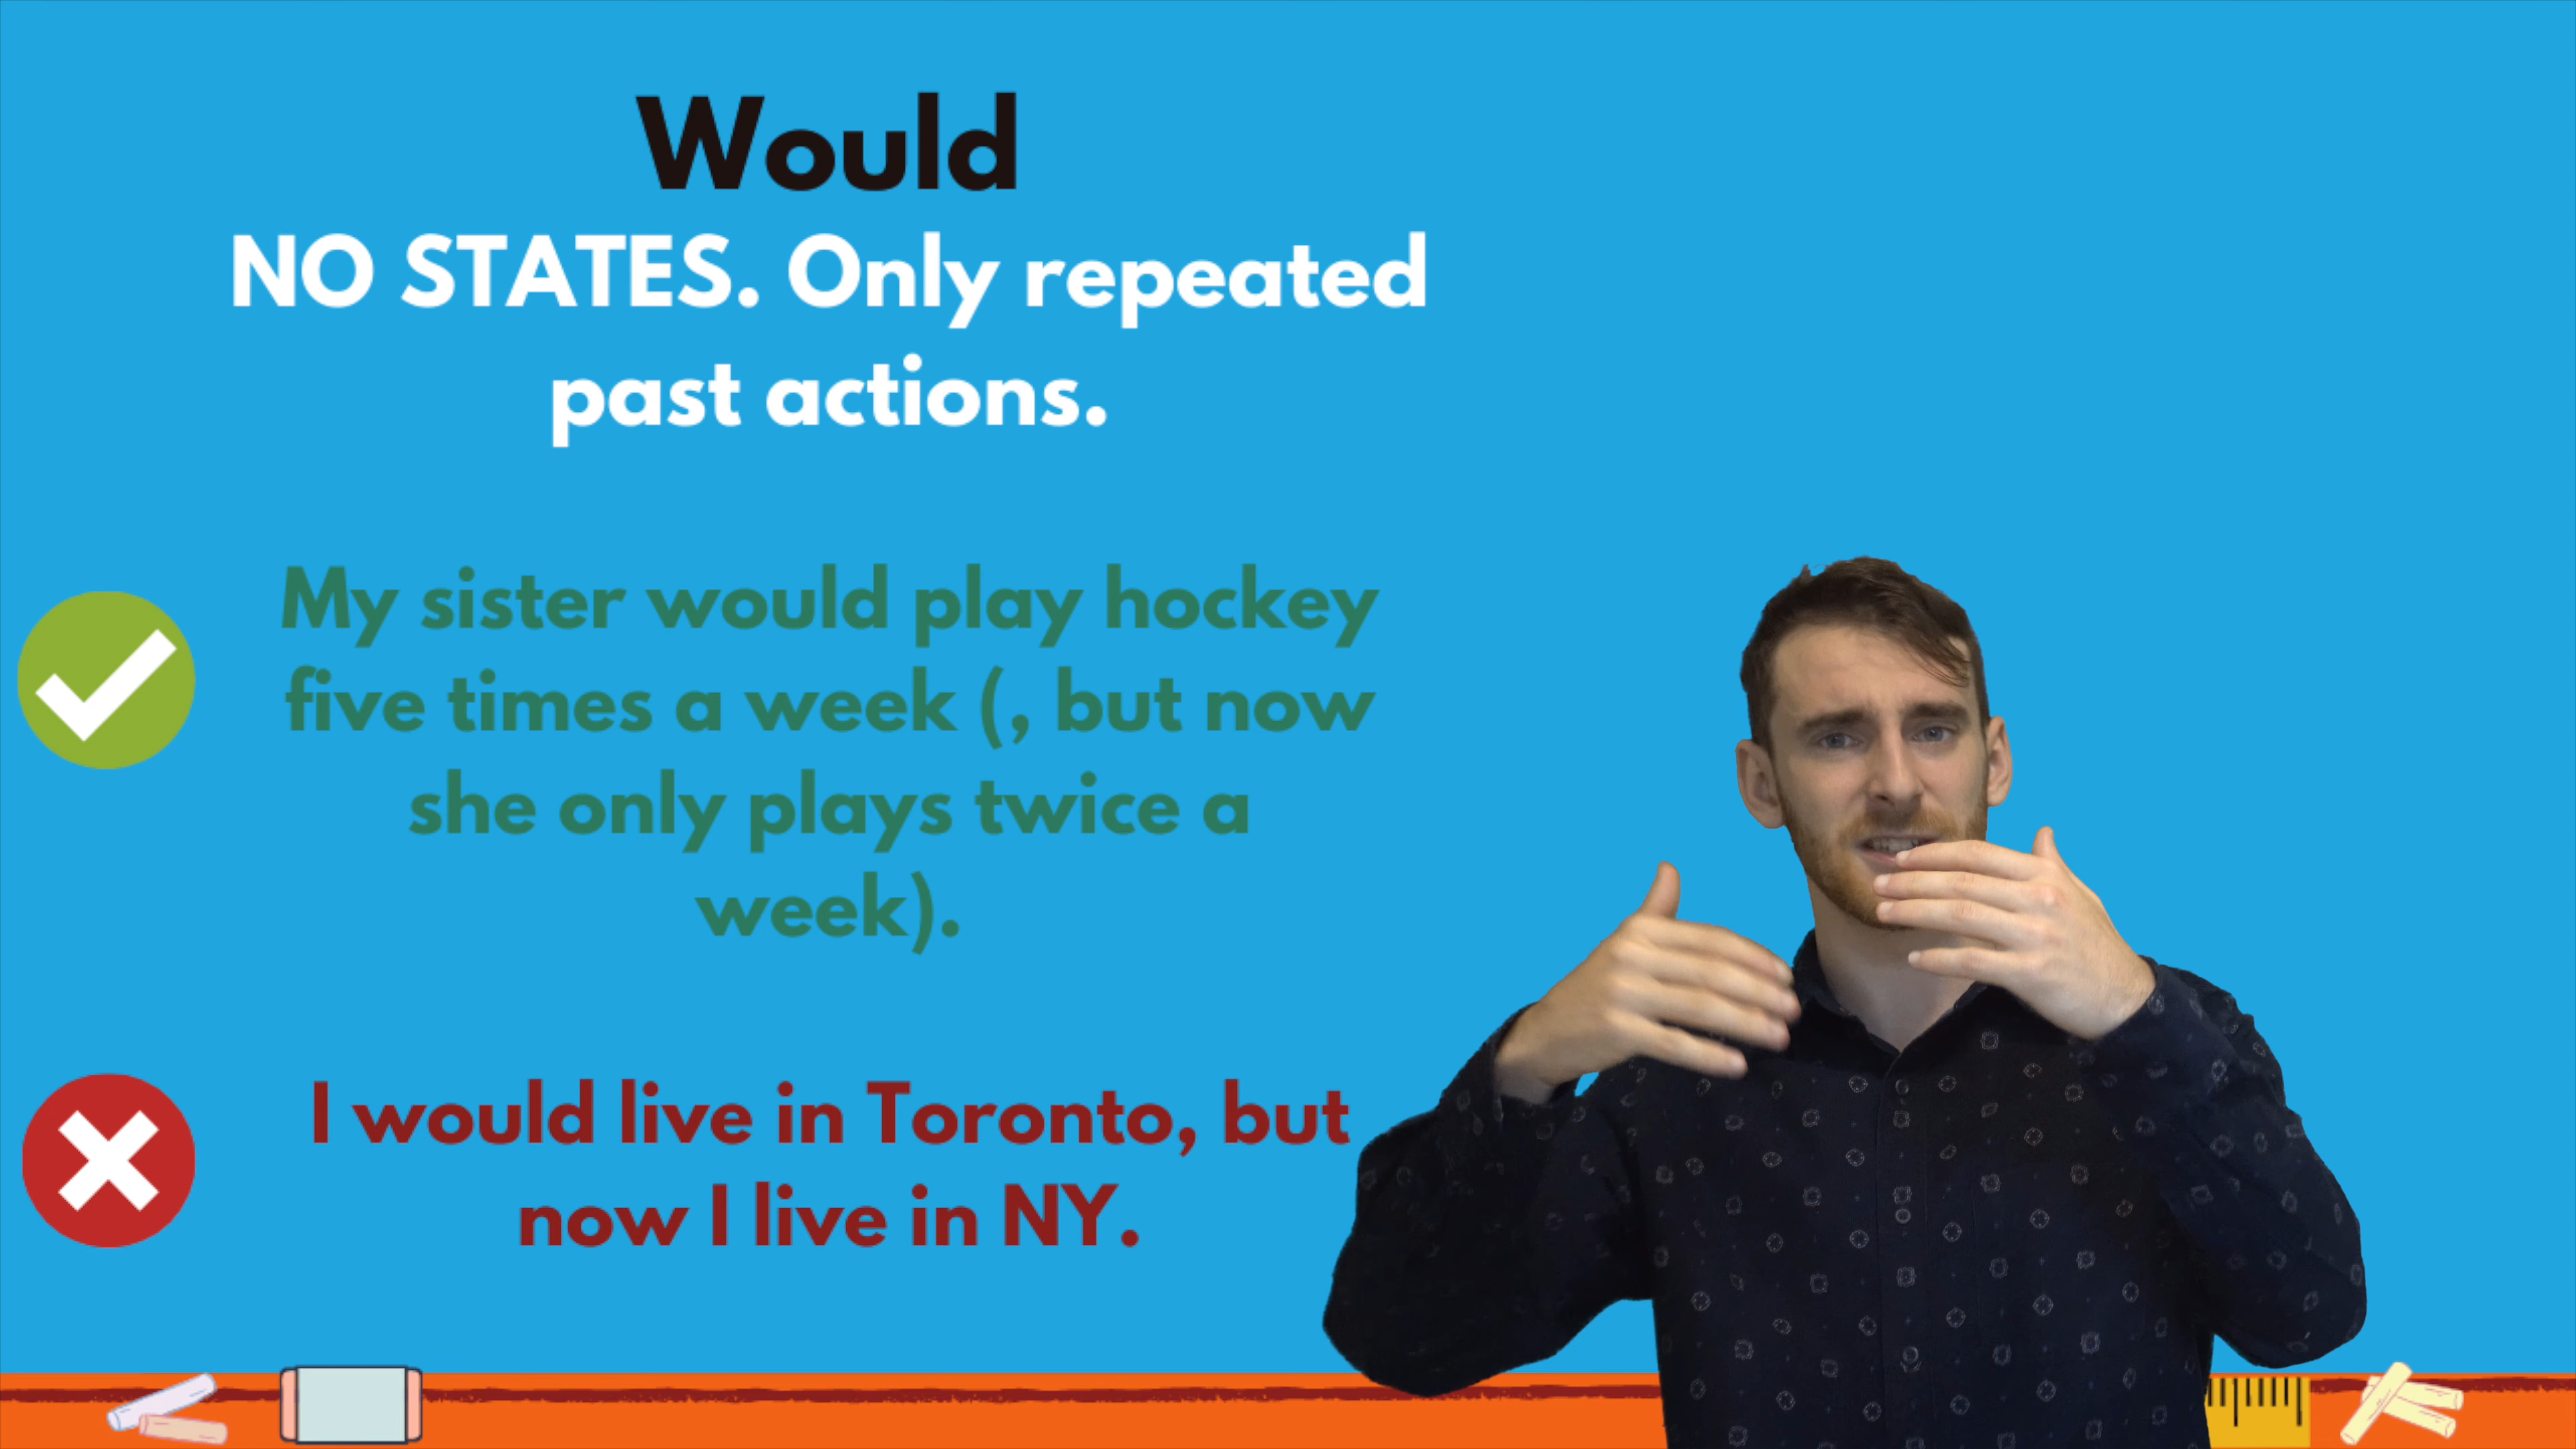 Would
NO STATES. Only repeated
past actions.
My sister would play hockey
five times a week (, but now
she only plays twice a
week).
I would live in Toronto, but
now I live in NY.